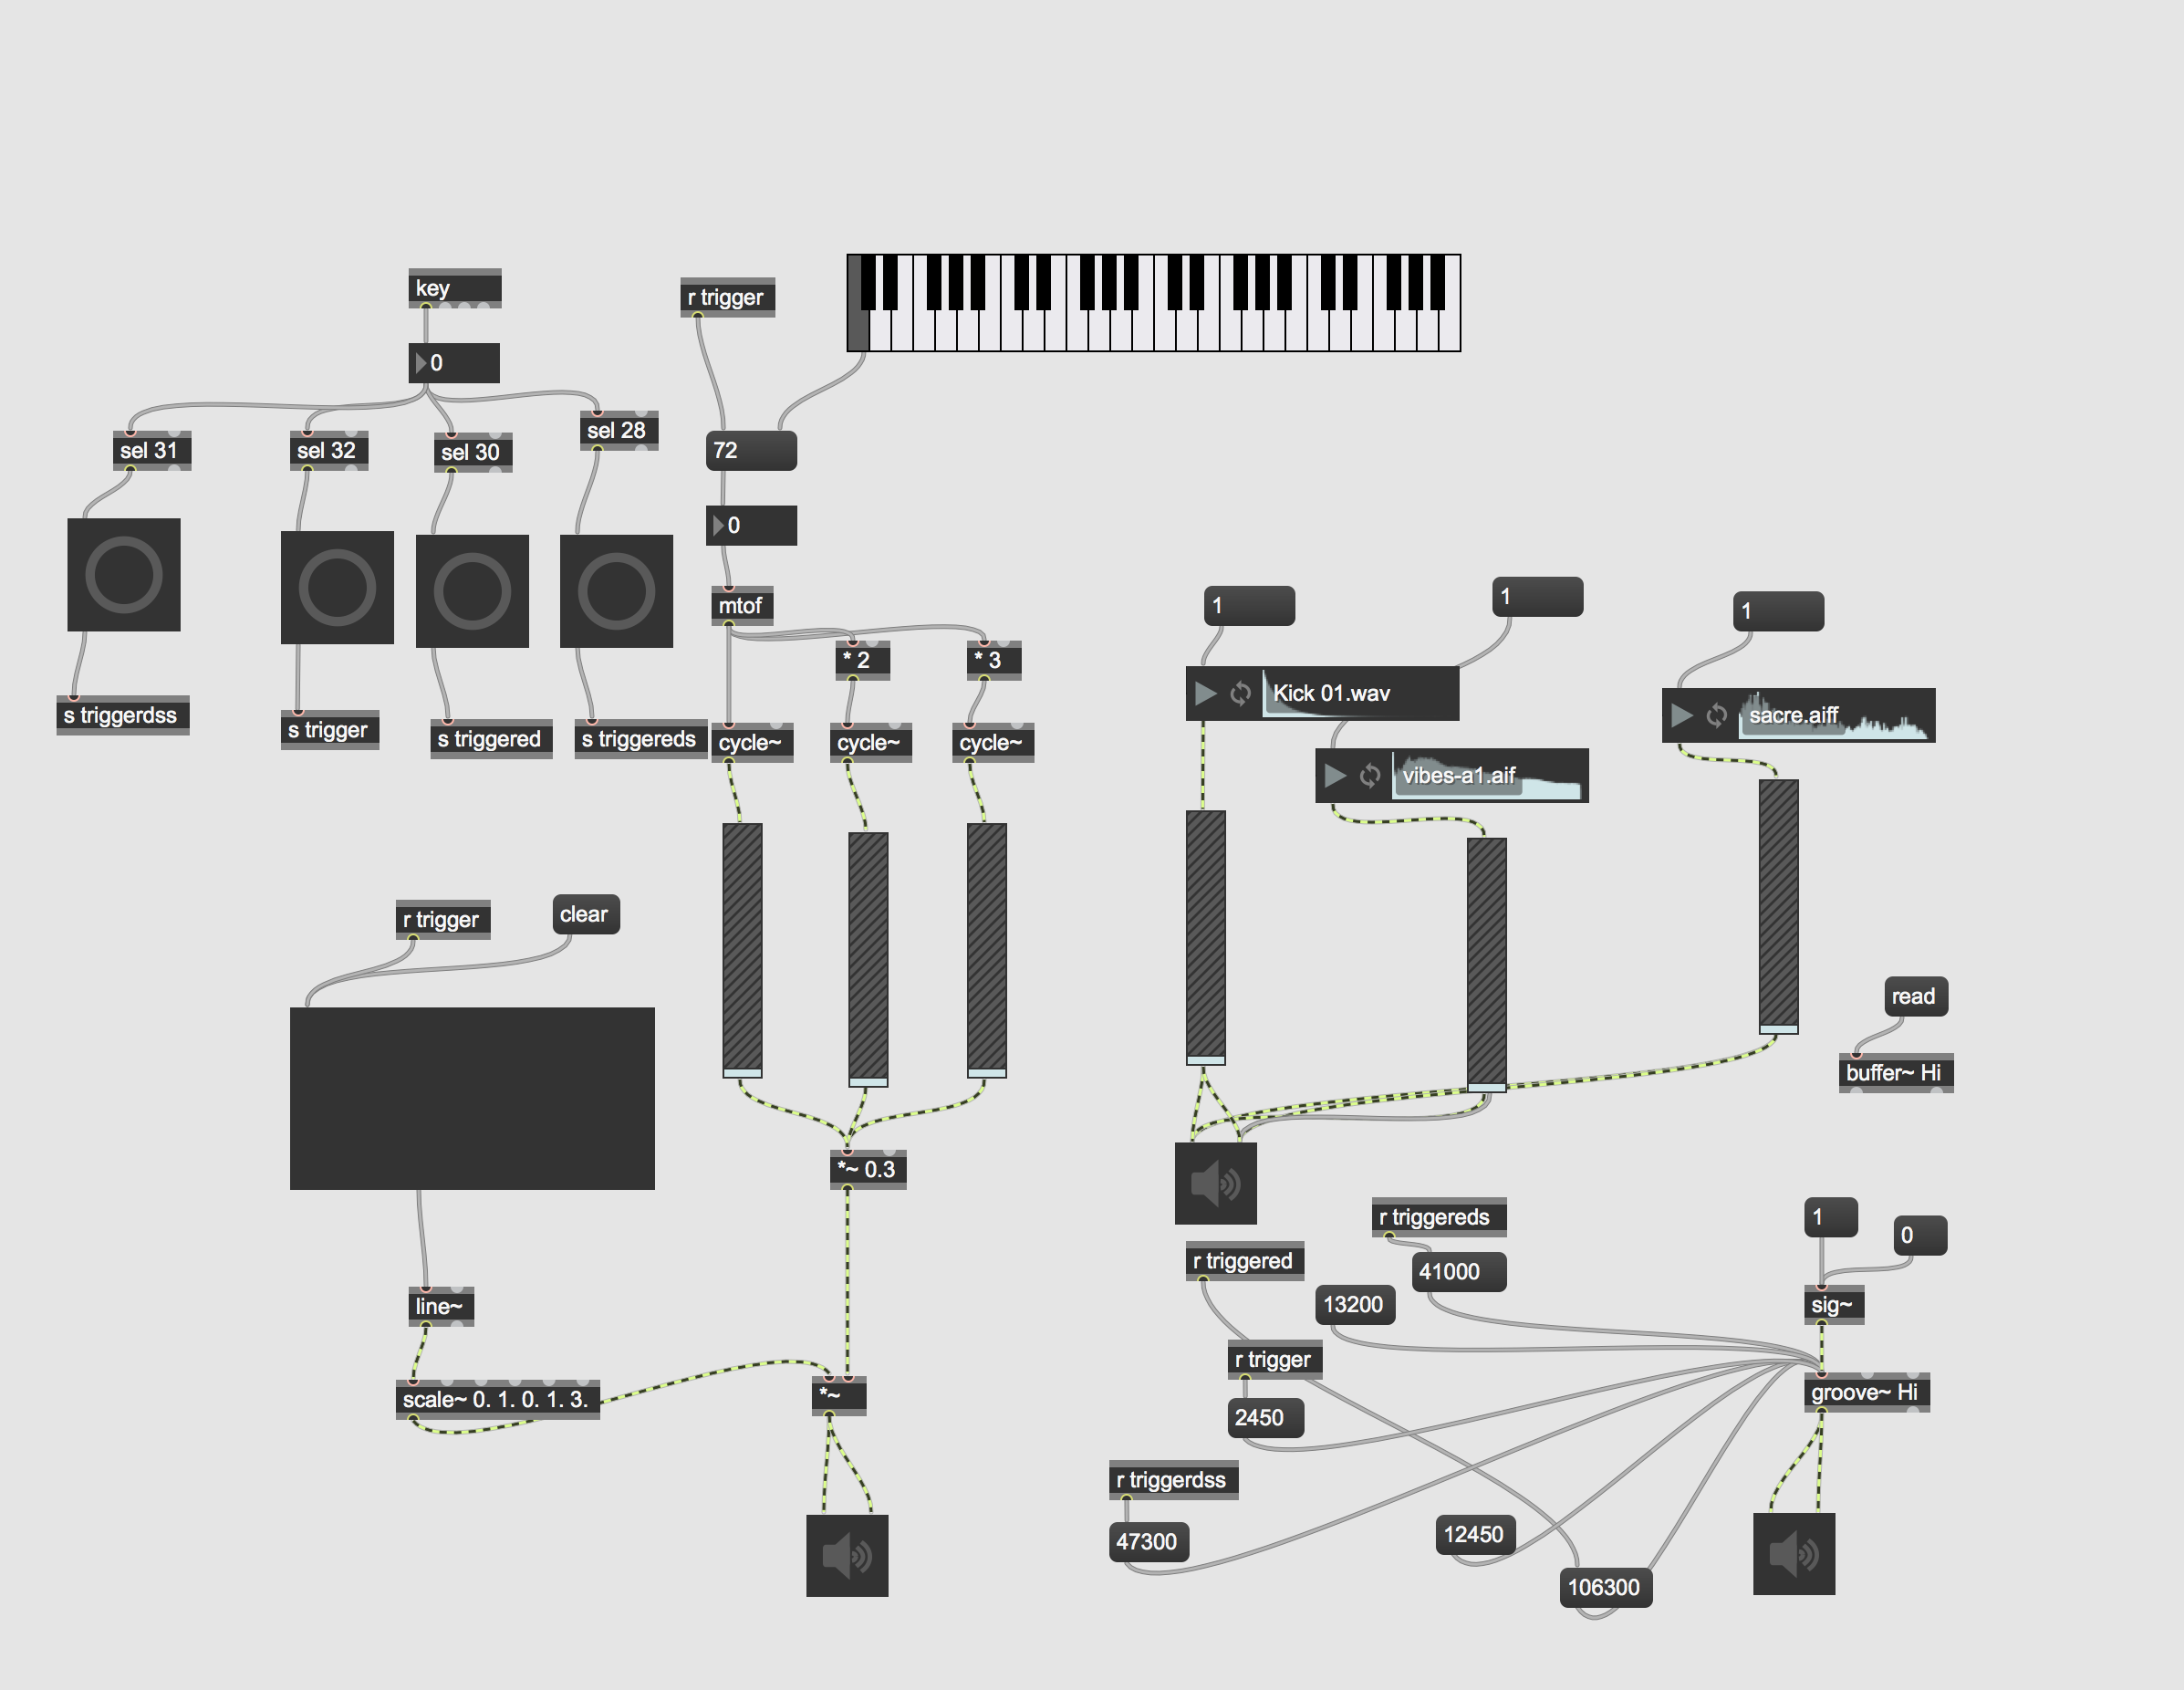 key
0
sel 31
sel 32
sel 30
sel 28
s triggerdss
s trigger
s triggered
s triggereds
r trigger
72
0
mtof
* 2
* 3
cycle~
cycle~
cycle~
r trigger
clear
*~ 0.3
line~
scale~ 0. 1. 0. 1. 3.
*~
1
1
1
Kick 01.wav
vibes-a1.aif
sacre.aiff
read
buffer~ Hi
r triggereds
41000
r triggered
13200
r trigger
2450
r triggerdss
47300
12450
106300
1
0
sig~
groove~ Hi